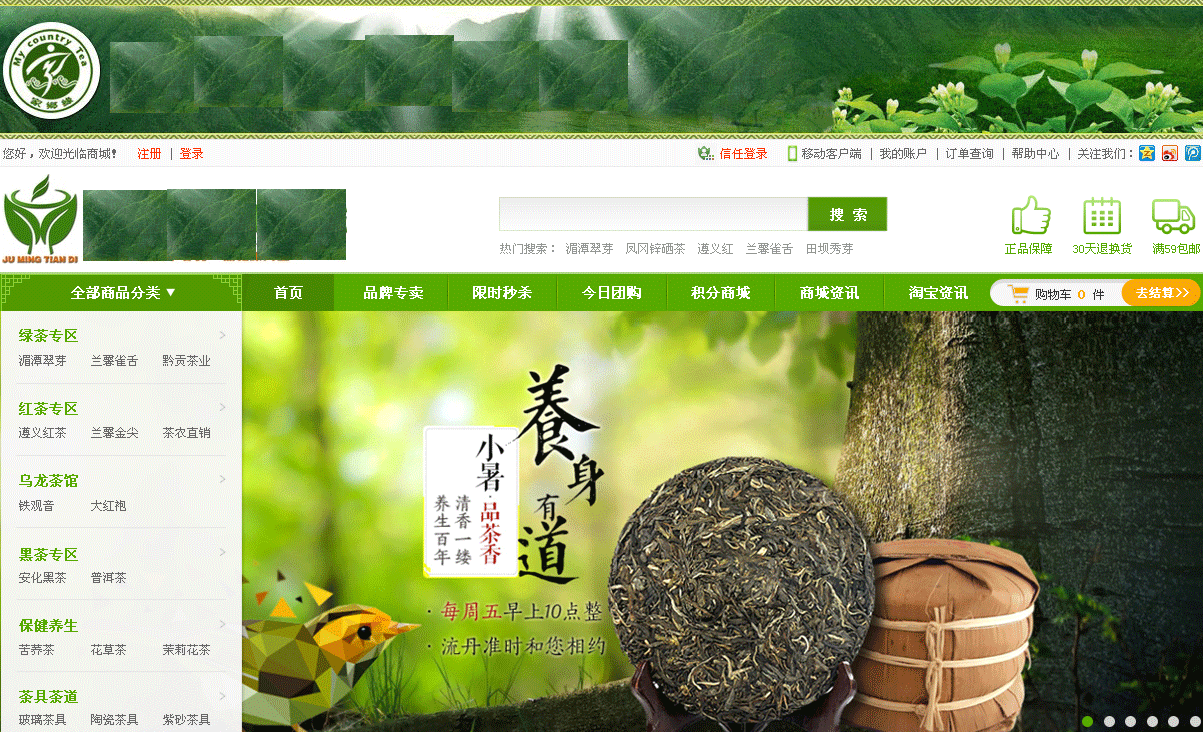 My country Tea
家鄉緣
您好，欢迎光临商城! 注册 | 登录
信任登录 移动客户端 | 我的账户 | 订单查询 | 帮助中心 | 关注我们：
JU MING TIAN DI
搜 索
热门搜索： 湄潭翠芽 凤冈锌硒茶 遵义红 兰馨雀舌 田坝秀芽
正品保障 30天退换货 满59包邮
全部商品分类 首页 品牌专卖 限时秒杀 今日团购 积分商城 商城资讯 淘宝资讯 购物车 0 件 去结算>>
绿茶专区 >
湄潭翠芽 兰馨雀舌 黔贡茶业
红茶专区 >
遵义红茶 兰馨金尖 茶农直销
乌龙茶馆 >
铁观音 大红袍
黑茶专区 >
安化黑茶 普洱茶
保健养生 >
苦荞茶 花草茶 茉莉花茶
茶具茶道 >
玻璃茶具 陶瓷茶具 紫砂茶具
養身有道
小暑·品茶香
清香一缕
养生百年
· 每周五早上10点整
· 流丹准时和您相约